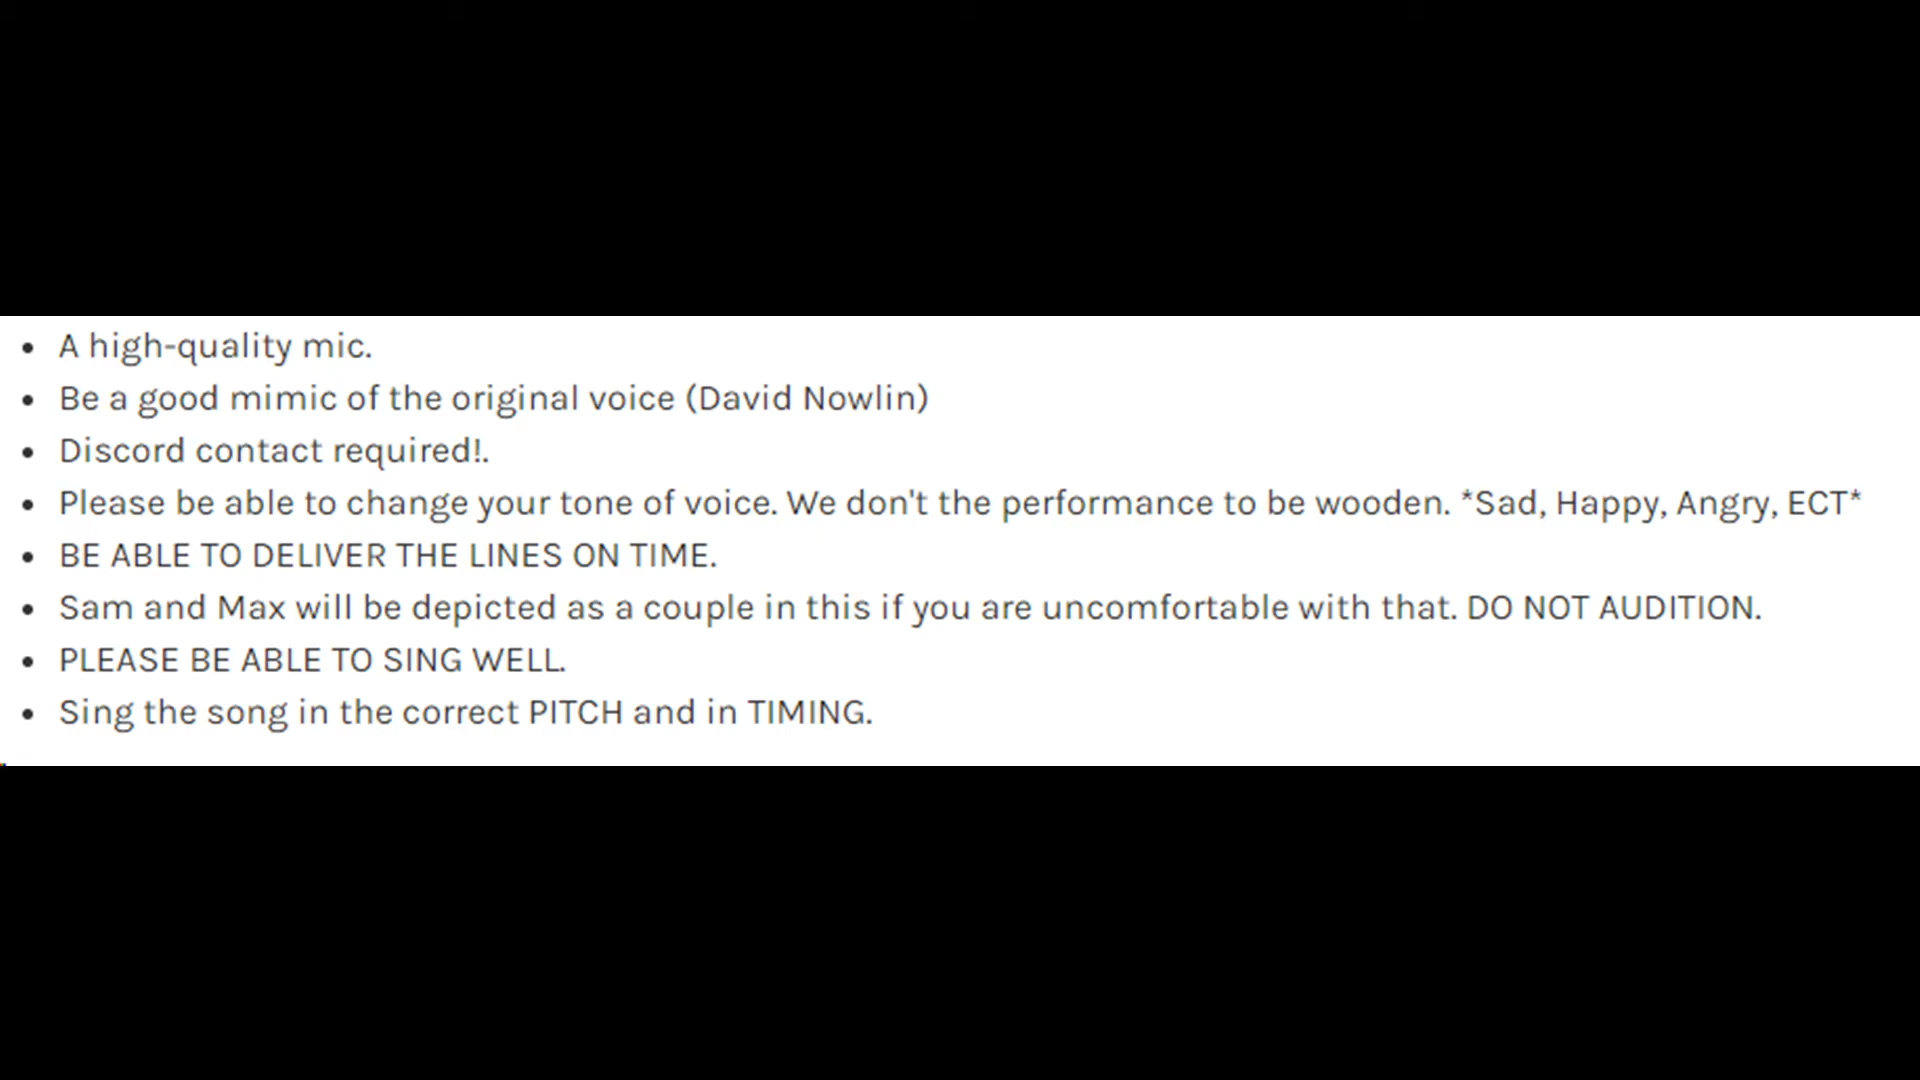 • A high-quality mic.
• Be a good mimic of the original voice (David Nowlin)
• Discord contact required!.
• Please be able to change your tone of voice. We don't the performance to be wooden. *Sad, Happy, Angry, ECT*
• BE ABLE TO DELIVER THE LINES ON TIME.
• Sam and Max will be depicted as a couple in this if you are uncomfortable with that. DO NOT AUDITION.
• PLEASE BE ABLE TO SING WELL.
• Sing the song in the correct PITCH and in TIMING.